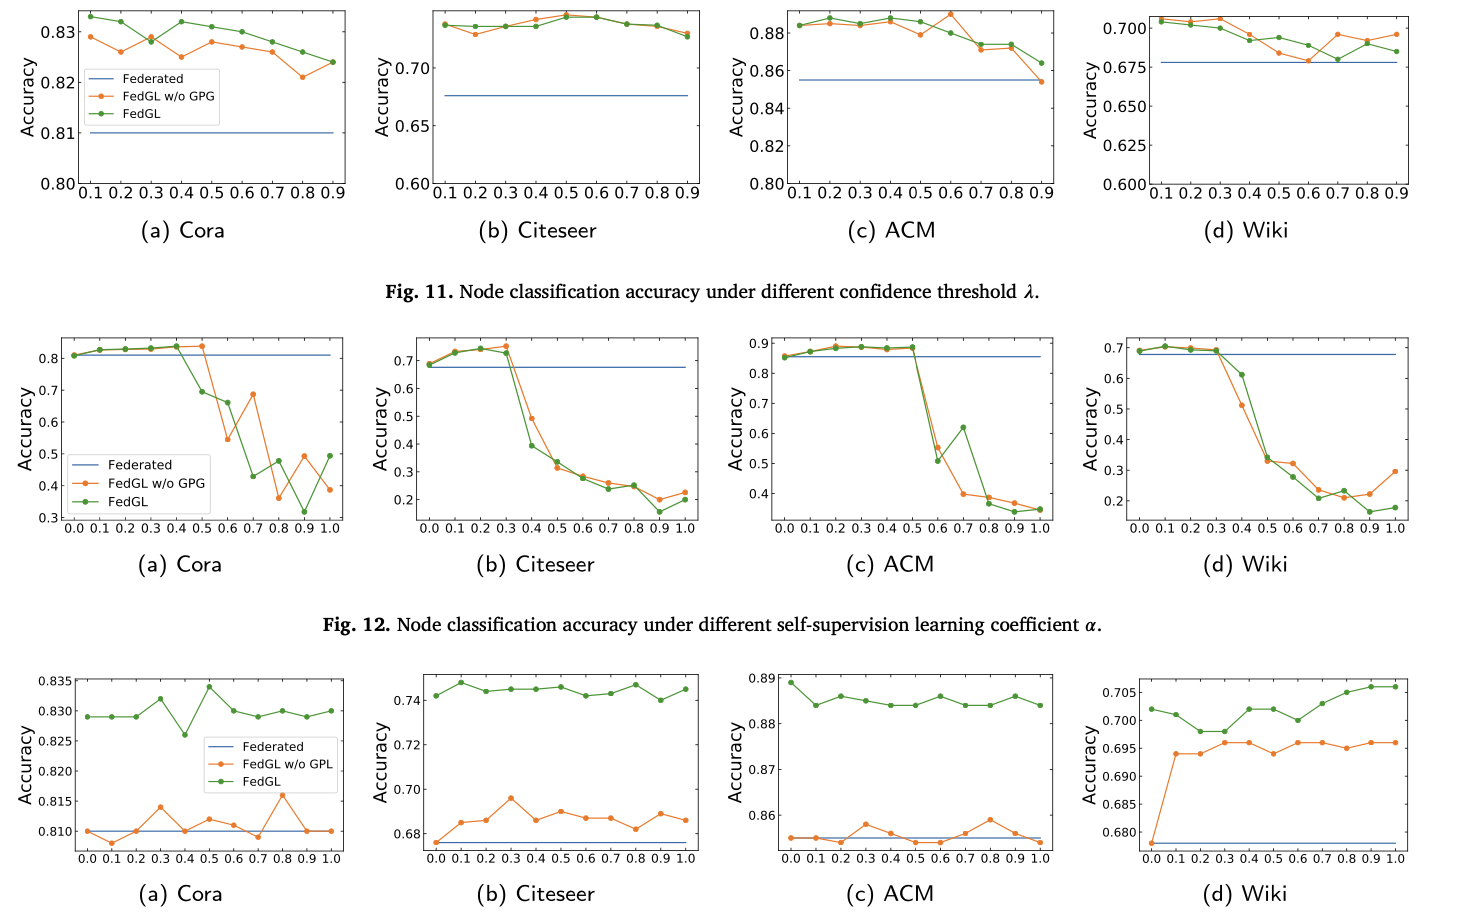 0.83
0.82
0.81
0.80
Accuracy
Federated
FedGL w/o GPG
FedGL
0.1 0.2 0.3 0.4 0.5 0.6 0.7 0.8 0.9
(a) Cora
0.70
0.65
0.60
Accuracy
0.1 0.2 0.3 0.4 0.5 0.6 0.7 0.8 0.9
(b) Citeseer
0.88
0.86
0.84
0.82
0.80
Accuracy
0.1 0.2 0.3 0.4 0.5 0.6 0.7 0.8 0.9
(c) ACM
0.700
0.675
0.650
0.625
0.600
Accuracy
0.1 0.2 0.3 0.4 0.5 0.6 0.7 0.8 0.9
(d) Wiki
Fig. 11. Node classification accuracy under different confidence threshold λ.
0.8
0.7
0.6
0.5
0.4
0.3
Accuracy
Federated
FedGL w/o GPG
FedGL
0.0 0.1 0.2 0.3 0.4 0.5 0.6 0.7 0.8 0.9 1.0
(a) Cora
0.7
0.6
0.5
0.4
0.3
0.2
Accuracy
0.0 0.1 0.2 0.3 0.4 0.5 0.6 0.7 0.8 0.9 1.0
(b) Citeseer
0.9
0.8
0.7
0.6
0.5
0.4
Accuracy
0.0 0.1 0.2 0.3 0.4 0.5 0.6 0.7 0.8 0.9 1.0
(c) ACM
0.7
0.6
0.5
0.4
0.3
0.2
Accuracy
0.0 0.1 0.2 0.3 0.4 0.5 0.6 0.7 0.8 0.9 1.0
(d) Wiki
Fig. 12. Node classification accuracy under different self-supervision learning coefficient α.
0.835
0.830
0.825
0.820
0.815
0.810
Accuracy
Federated
FedGL w/o GPL
FedGL
0.0 0.1 0.2 0.3 0.4 0.5 0.6 0.7 0.8 0.9 1.0
(a) Cora
0.74
0.72
0.70
0.68
Accuracy
0.0 0.1 0.2 0.3 0.4 0.5 0.6 0.7 0.8 0.9 1.0
(b) Citeseer
0.89
0.88
0.87
0.86
Accuracy
0.0 0.1 0.2 0.3 0.4 0.5 0.6 0.7 0.8 0.9 1.0
(c) ACM
0.705
0.700
0.695
0.690
0.685
0.680
Accuracy
0.0 0.1 0.2 0.3 0.4 0.5 0.6 0.7 0.8 0.9 1.0
(d) Wiki